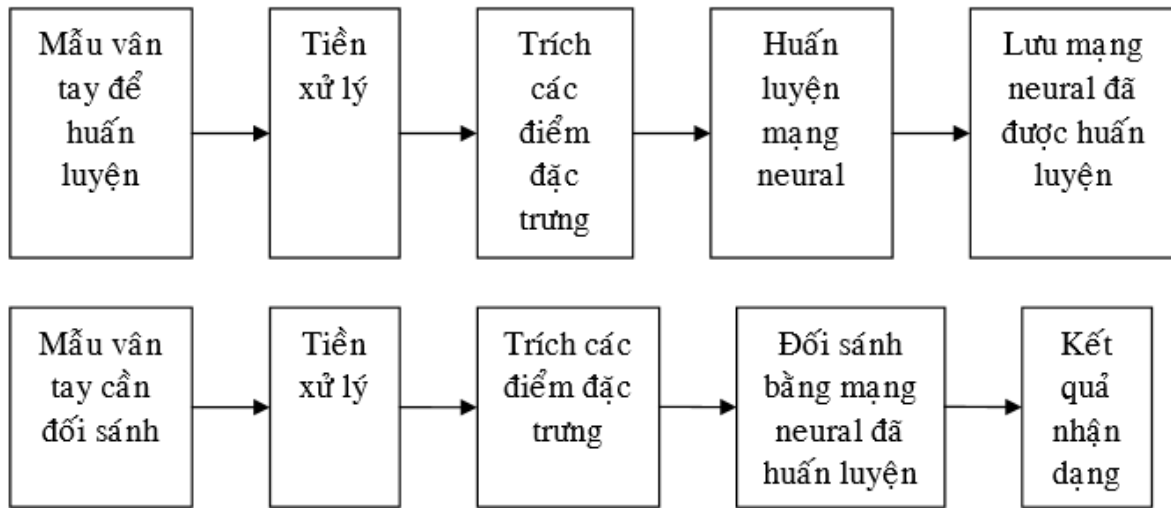 Mẫu vân
tay để
huấn
luyện
Tiền
xử lý
Trích
các
điểm
đặc
trưng
Huấn
luyện
mạng
neural
Lưu mạng
neural đã
được huấn
luyện
Mẫu vân
tay cần
đối sánh
Tiền
xử lý
Trích các
điểm đặc
trưng
Đối sánh
bằng mạng
neural đã
huấn luyện
Kết
quả
nhận
dạng